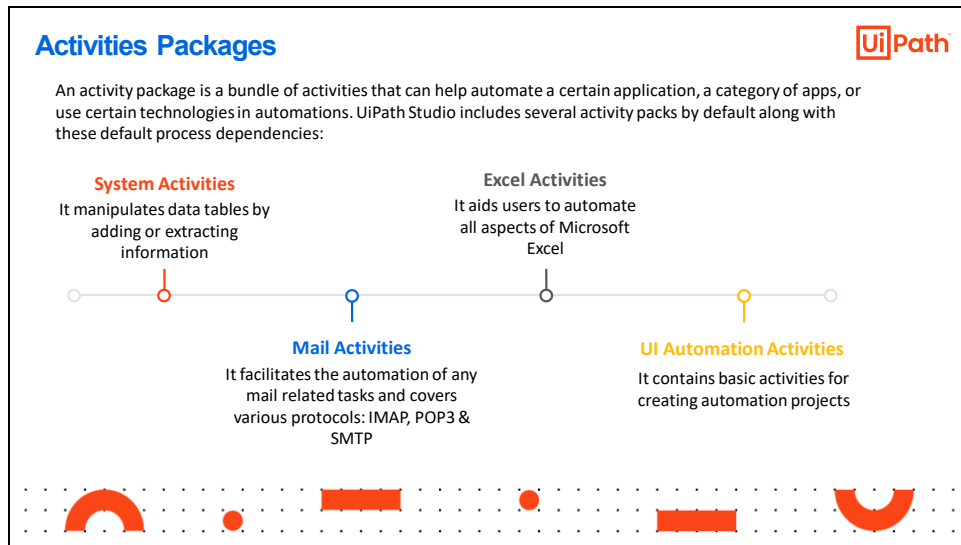 Activities Packages
UiPath
An activity package is a bundle of activities that can help automate a certain application, a category of apps, or
use certain technologies in automations. UiPath Studio includes several activity packs by default along with
these default process dependencies:
System Activities
It manipulates data tables by
adding or extracting
information
Excel Activities
It aids users to automate
all aspects of Microsoft
Excel
Mail Activities
It facilitates the automation of any
mail related tasks and covers
various protocols: IMAP, POP3 &
SMTP
UI Automation Activities
It contains basic activities for
creating automation projects